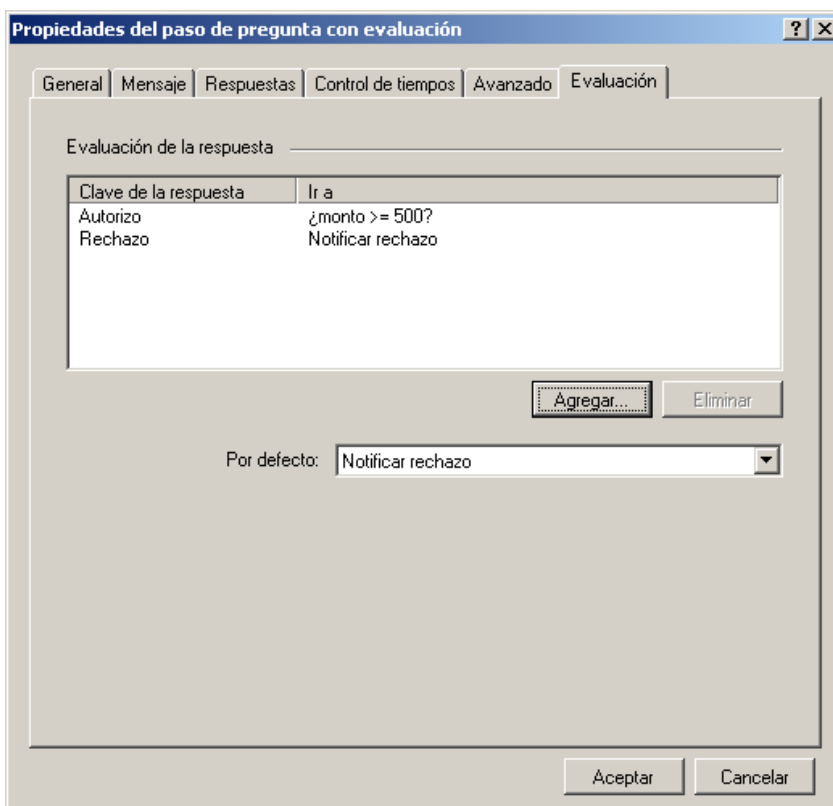 Propiedades del paso de pregunta con evaluación
General Mensaje Respuestas Control de tiempos Avanzado Evaluación
Evaluación de la respuesta
Clave de la respuesta Ir a
Autorizo ¿monto >= 500?
Rechazo Notificar rechazo
Agregar... Eliminar
Por defecto: Notificar rechazo
Aceptar Cancelar